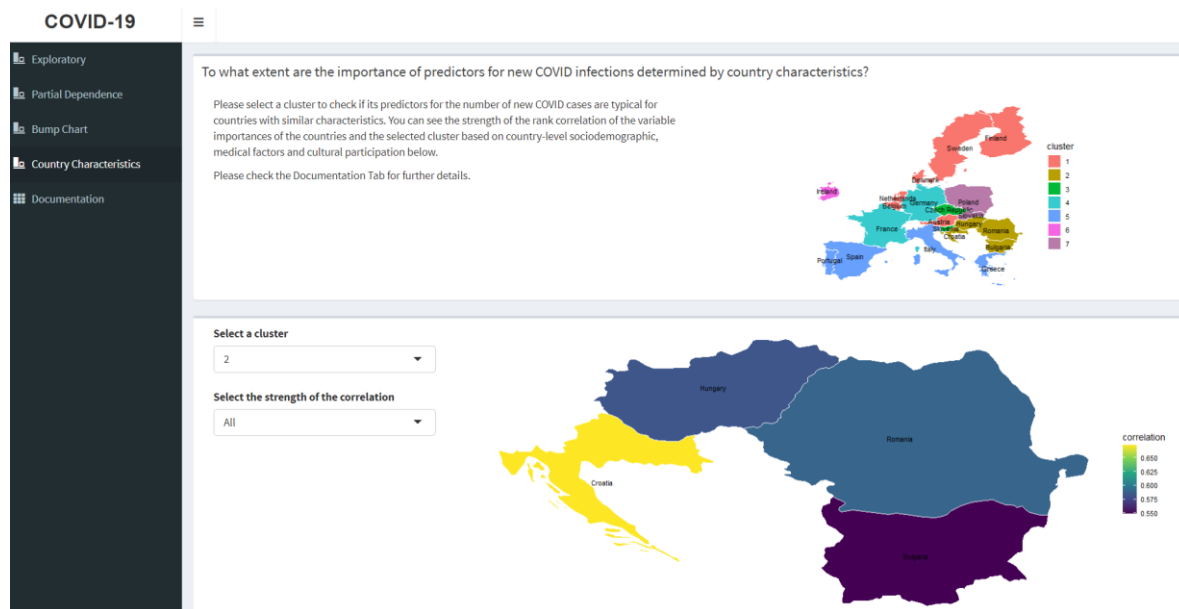 COVID-19
Exploratory
Partial Dependence
Bump Chart
Country Characteristics
Documentation
To what extent are the importance of predictors for new COVID infections determined by country characteristics?
Please select a cluster to check if its predictors for the number of new COVID cases are typical for
countries with similar characteristics. You can see the strength of the rank correlation of the variable
importances of the countries and the selected cluster based on country-level sociodemographic,
medical factors and cultural participation below.
Please check the Documentation Tab for further details.
Finland
Sweden
Denmark
Ireland
Netherlands
Belgium
Germany
Poland
Czech Republic
Slovakia
Austria
Hungary
France
Slovenia
Romania
Croatia
Bulgaria
Italy
Portugal
Spain
Greece
cluster
1
2
3
4
5
6
7
Select a cluster
2
Select the strength of the correlation
All
Hungary
Romania
Croatia
Bulgaria
correlation
0.650
0.625
0.600
0.575
0.550